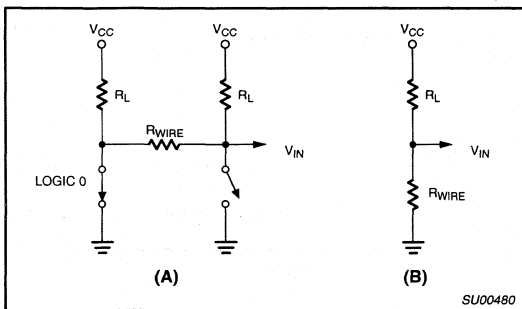 VCC VCC VCC
RL RL RL
RWIRE
VIN VIN
LOGIC 0
RWIRE
(A) (B)
SU00480